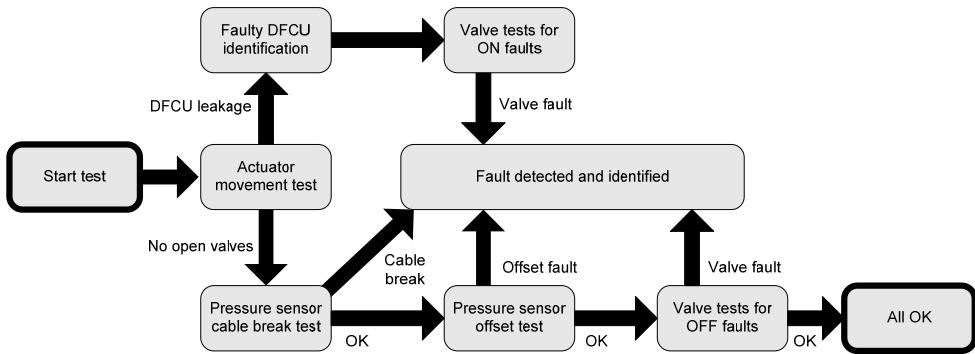 Faulty DFCU
identification
Valve tests for
ON faults
DFCU leakage
Valve fault
Start test
Actuator
movement test
Fault detected and identified
No open valves
Cable
break
Offset fault
Valve fault
Pressure sensor
cable break test
OK
Pressure sensor
offset test
OK
Valve tests for
OFF faults
OK
All OK